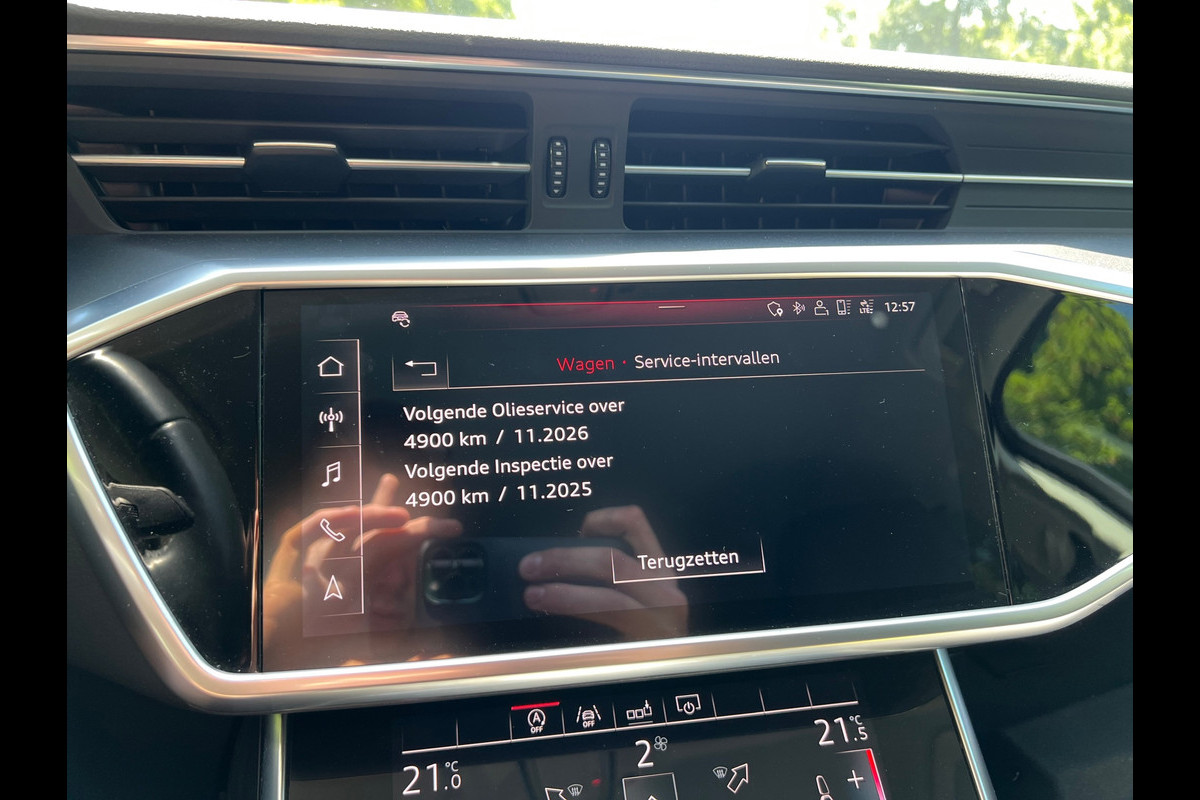 12:57
Wagen · Service-intervallen
Volgende Olieservice over
4900 km / 11.2026
Volgende Inspectie over
4900 km / 11.2025
Terugzetten
A
OFF
OFF
21.0 °C
2
21.5 °C
+
LTE